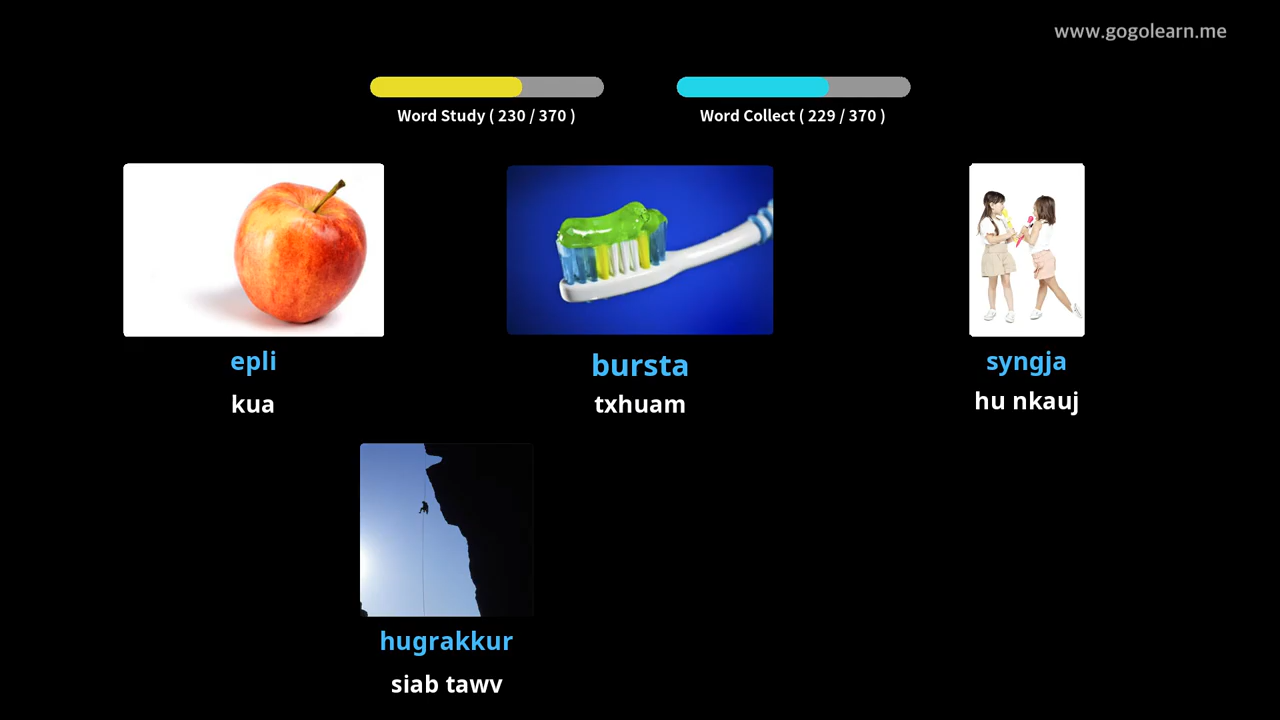 www.gogolearn.me
Word Study ( 230 / 370 )
Word Collect ( 229 / 370 )
epli
kua
bursta
txhuam
syngja
hu nkauj
hugrakkur
siab tawv